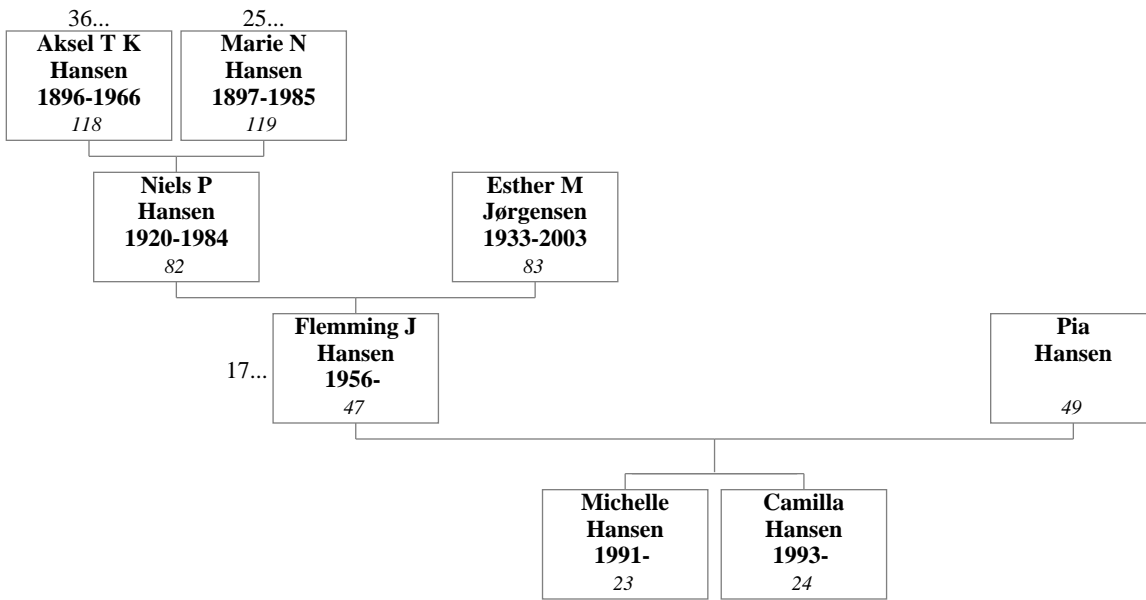 36...
25...
Aksel T K
Hansen
1896-1966
118
Marie N
Hansen
1897-1985
119
Niels P
Hansen
1920-1984
82
Esther M
Jørgensen
1933-2003
83
17...
Flemming J
Hansen
1956-
47
Pia
Hansen
49
Michelle
Hansen
1991-
23
Camilla
Hansen
1993-
24